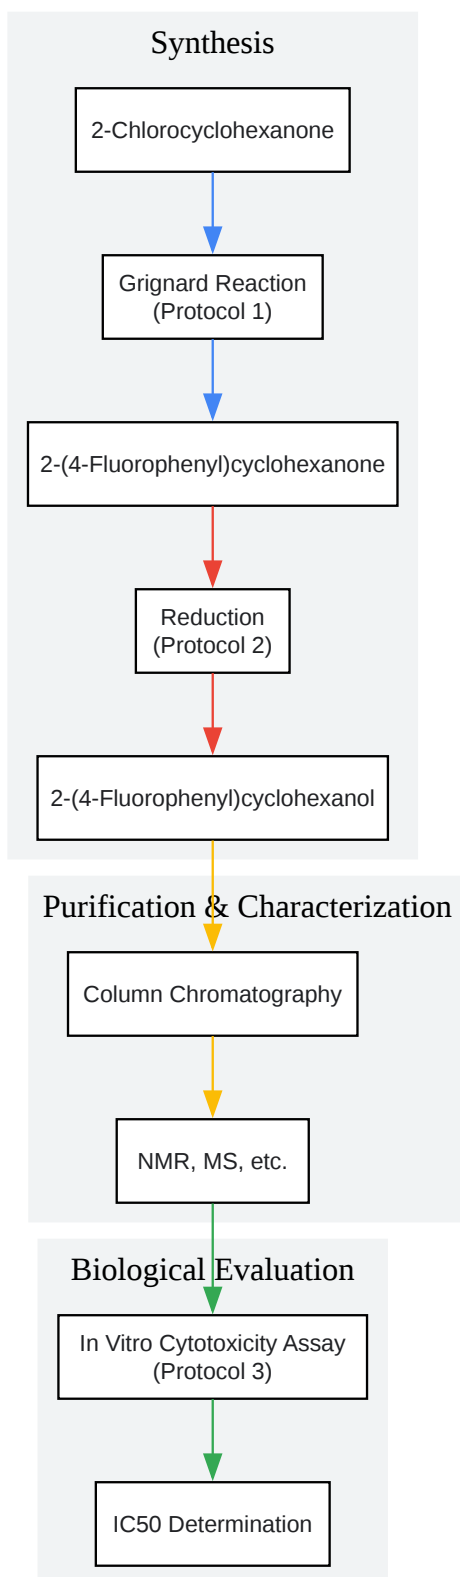 Synthesis
2-Chlorocyclohexanone
Grignard Reaction
(Protocol 1)
2-(4-Fluorophenyl)cyclohexanone
Reduction
(Protocol 2)
2-(4-Fluorophenyl)cyclohexanol
Purification & Characterization
Column Chromatography
NMR, MS, etc.
Biological Evaluation
In Vitro Cytotoxicity Assay
(Protocol 3)
IC50 Determination